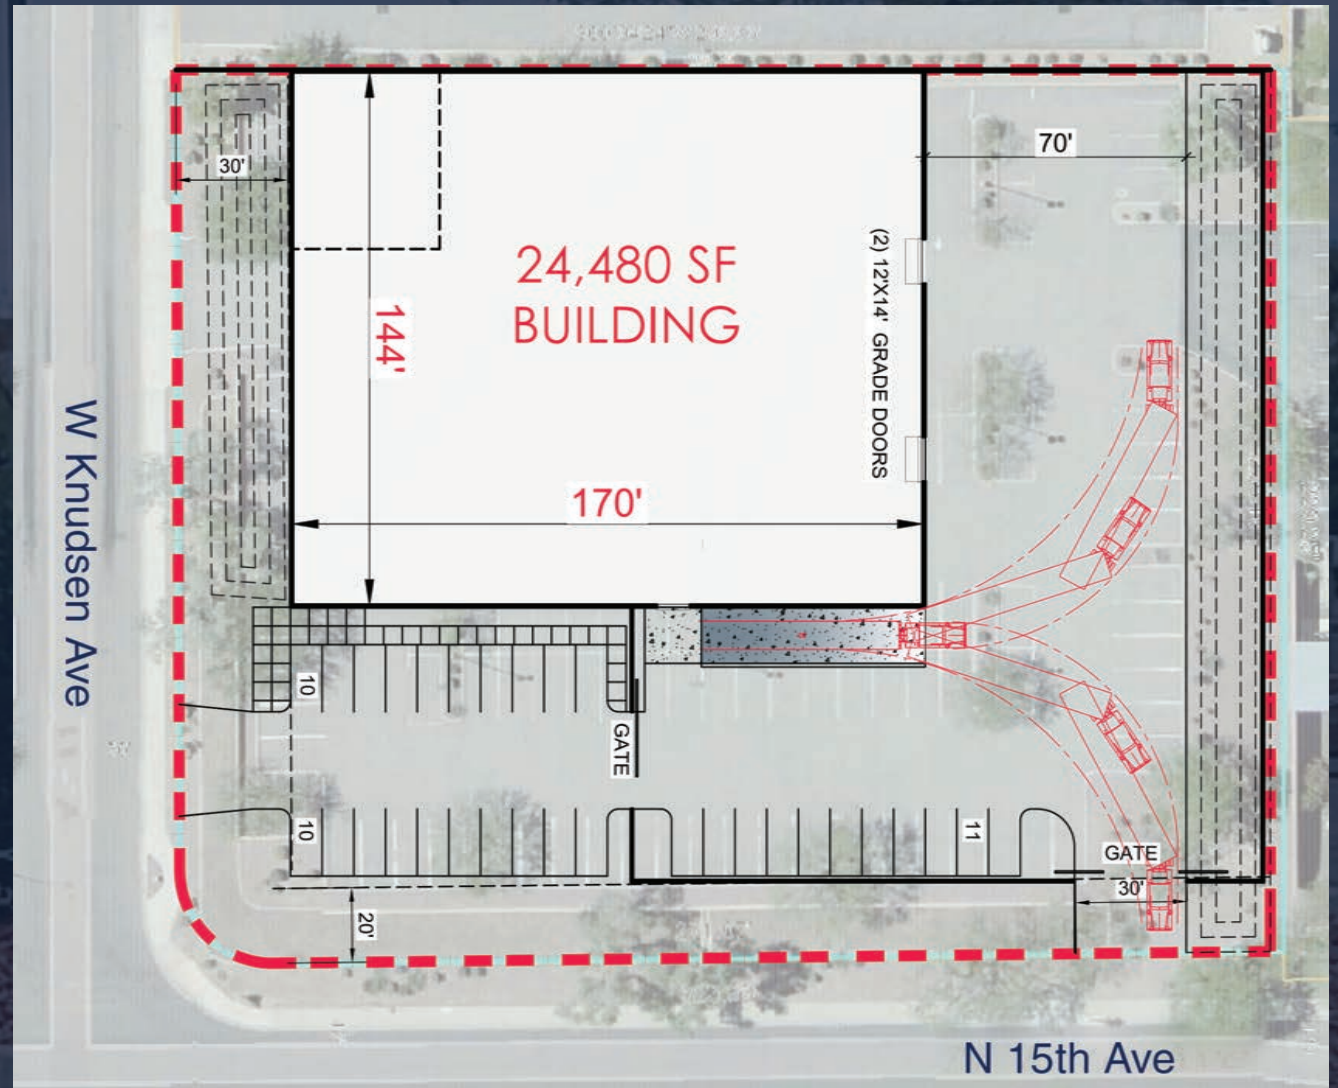 30'
70'
24,480 SF
BUILDING
144'
(2) 12'X14' GRADE DOORS
170'
W Knudsen Ave
10
GATE
10
11
GATE
30'
20'
N 15th Ave